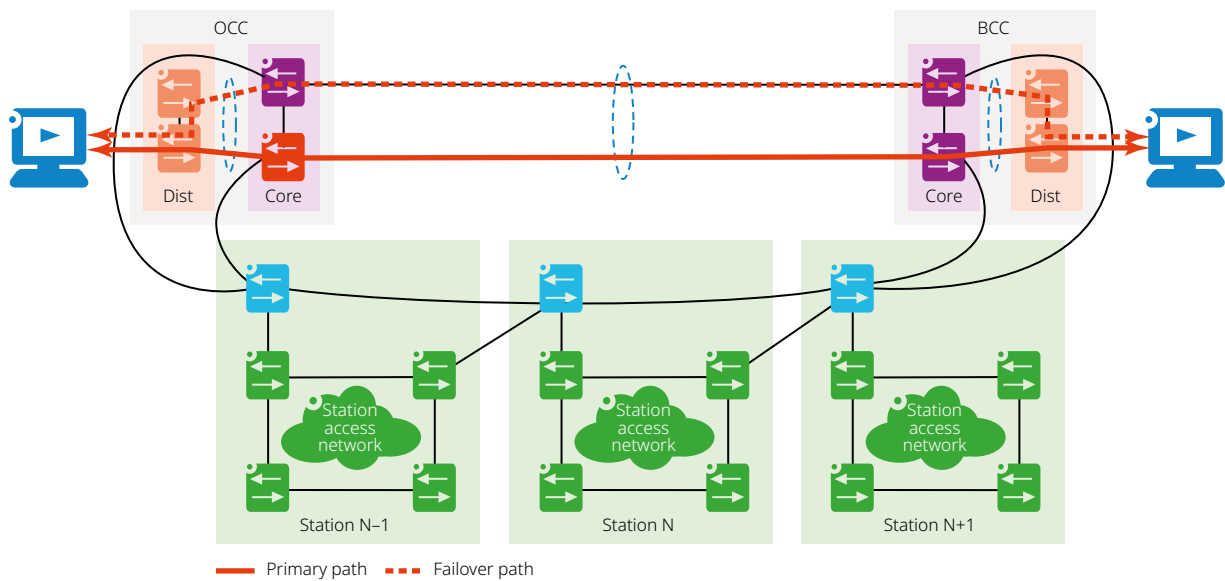 OCC
BCC
Dist
Core
Core
Dist
Station
access
network
Station
access
network
Station
access
network
Station N–1
Station N
Station N+1
Primary path
Failover path